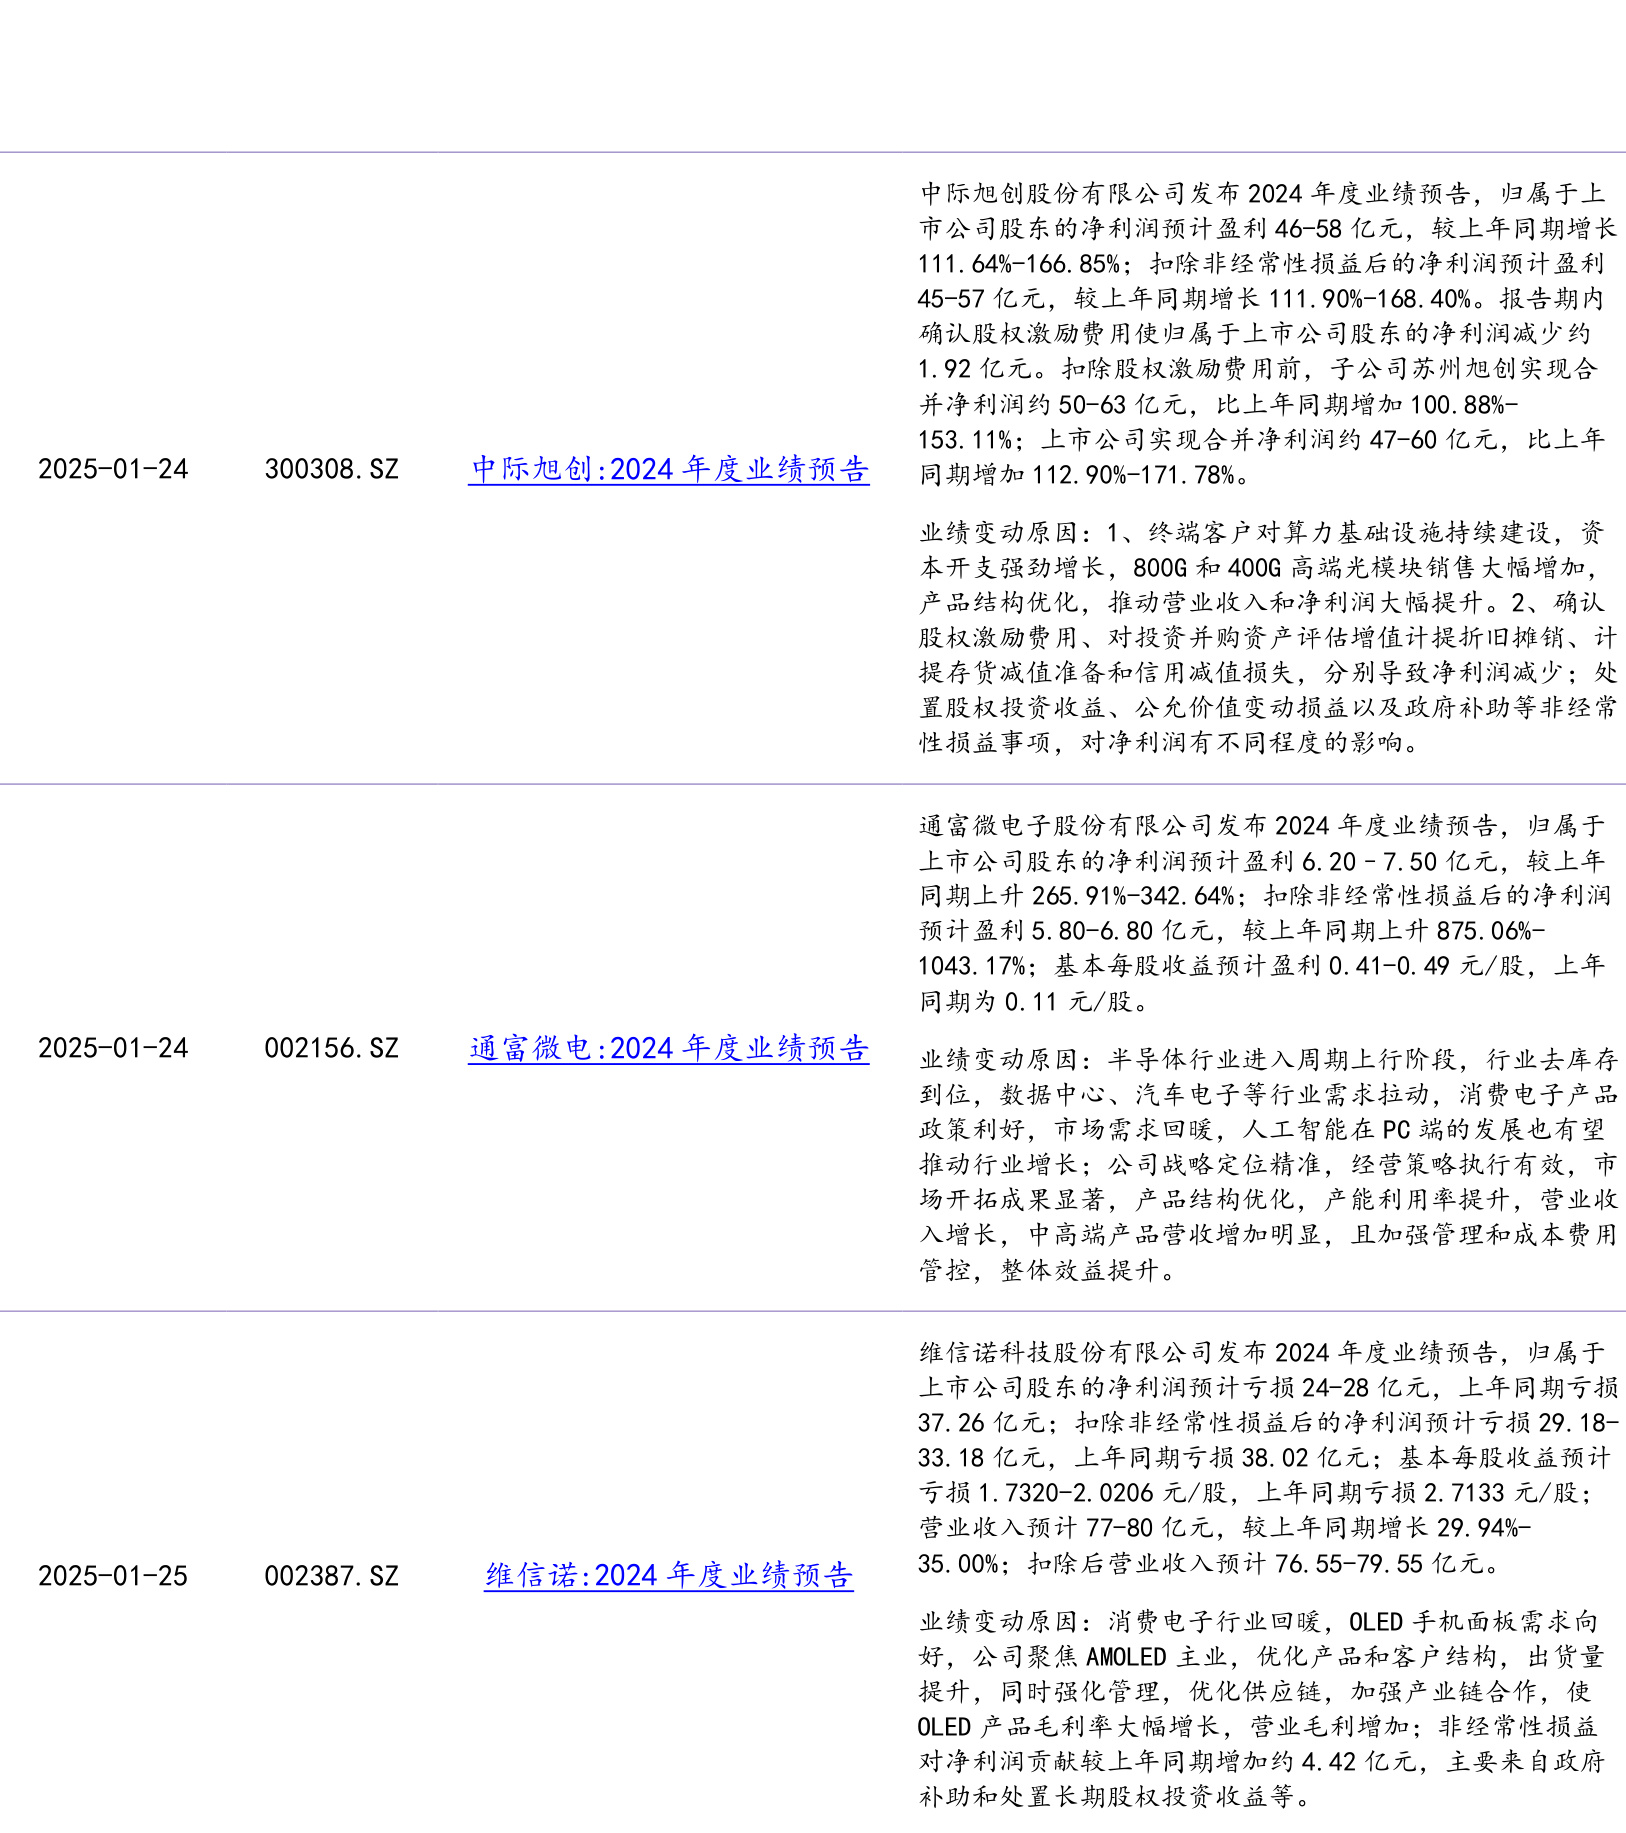 中际旭创股份有限公司发布 2024 年度业绩预告，归属于上
市公司股东的净利润预计盈利 46-58 亿元，较上年同期增长
111.64%-166.85%；扣除非经常性损益后的净利润预计盈利
45-57 亿元，较上年同期增长 111.90%-168.40%。报告期内
确认股权激励费用使归属于上市公司股东的净利润减少约
1.92 亿元。扣除股权激励费用前，子公司苏州旭创实现合
并净利润约 50-63 亿元，比上年同期增加 100.88%-
153.11%；上市公司实现合并净利润约 47-60 亿元，比上年
2025-01-24 300308.SZ 中际旭创:2024 年度业绩预告
同期增加 112.90%-171.78%。
业绩变动原因：1、终端客户对算力基础设施持续建设，资
本开支强劲增长，800G 和 400G 高端光模块销售大幅增加，
产品结构优化，推动营业收入和净利润大幅提升。2、确认
股权激励费用、对投资并购资产评估增值计提折旧摊销、计
提存货减值准备和信用减值损失，分别导致净利润减少；处
置股权投资收益、公允价值变动损益以及政府补助等非经常
性损益事项，对净利润有不同程度的影响。
通富微电子股份有限公司发布 2024 年度业绩预告，归属于
上市公司股东的净利润预计盈利 6.20–7.50 亿元，较上年
同期上升 265.91%-342.64%；扣除非经常性损益后的净利润
预计盈利 5.80-6.80 亿元，较上年同期上升 875.06%-
1043.17%；基本每股收益预计盈利 0.41-0.49 元/股，上年
同期为 0.11 元/股。
2025-01-24 002156.SZ 通富微电:2024 年度业绩预告
业绩变动原因：半导体行业进入周期上行阶段，行业去库存
到位，数据中心、汽车电子等行业需求拉动，消费电子产品
政策利好，市场需求回暖，人工智能在 PC 端的发展也有望
推动行业增长；公司战略定位精准，经营策略执行有效，市
场开拓成果显著，产品结构优化，产能利用率提升，营业收
入增长，中高端产品营收增加明显，且加强管理和成本费用
管控，整体效益提升。
维信诺科技股份有限公司发布 2024 年度业绩预告，归属于
上市公司股东的净利润预计亏损 24-28 亿元，上年同期亏损
37.26 亿元；扣除非经常性损益后的净利润预计亏损 29.18-
33.18 亿元，上年同期亏损 38.02 亿元；基本每股收益预计
亏损 1.7320-2.0206 元/股，上年同期亏损 2.7133 元/股；
营业收入预计 77-80 亿元，较上年同期增长 29.94%-
35.00%；扣除后营业收入预计 76.55-79.55 亿元。
2025-01-25 002387.SZ 维信诺:2024 年度业绩预告
业绩变动原因：消费电子行业回暖，OLED 手机面板需求向
好，公司聚焦 AMOLED 主业，优化产品和客户结构，出货量
提升，同时强化管理，优化供应链，加强产业链合作，使
OLED 产品毛利率大幅增长，营业毛利增加；非经常性损益
对净利润贡献较上年同期增加约 4.42 亿元，主要来自政府
补助和处置长期股权投资收益等。